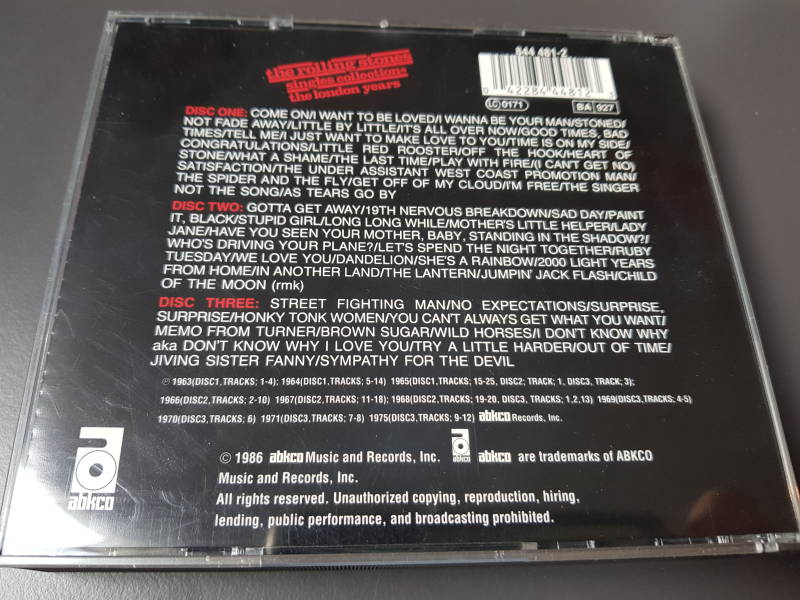 the rolling stones
singles collection*
the london years
844 481-2
0 42284 44812 3
LC 0171
BA 927
DISC ONE: COME ON/I WANT TO BE LOVED/I WANNA BE YOUR MAN/STONED/
NOT FADE AWAY/LITTLE BY LITTLE/IT'S ALL OVER NOW/GOOD TIMES, BAD
TIMES/TELL ME/I JUST WANT TO MAKE LOVE TO YOU/TIME IS ON MY SIDE/
CONGRATULATIONS/LITTLE RED ROOSTER/OFF THE HOOK/HEART OF
STONE/WHAT A SHAME/THE LAST TIME/PLAY WITH FIRE/(I CAN'T GET NO)
SATISFACTION/THE UNDER ASSISTANT WEST COAST PROMOTION MAN/
THE SPIDER AND THE FLY/GET OFF OF MY CLOUD/I'M FREE/THE SINGER
NOT THE SONG/AS TEARS GO BY
DISC TWO: GOTTA GET AWAY/19TH NERVOUS BREAKDOWN/SAD DAY/PAINT
IT, BLACK/STUPID GIRL/LONG LONG WHILE/MOTHER'S LITTLE HELPER/LADY
JANE/HAVE YOU SEEN YOUR MOTHER, BABY, STANDING IN THE SHADOW?/
WHO'S DRIVING YOUR PLANE?/LET'S SPEND THE NIGHT TOGETHER/RUBY
TUESDAY/WE LOVE YOU/DANDELION/SHE'S A RAINBOW/2000 LIGHT YEARS
FROM HOME/IN ANOTHER LAND/THE LANTERN/JUMPIN' JACK FLASH/CHILD
OF THE MOON (rmk)
DISC THREE: STREET FIGHTING MAN/NO EXPECTATIONS/SURPRISE,
SURPRISE/HONKY TONK WOMEN/YOU CAN'T ALWAYS GET WHAT YOU WANT/
MEMO FROM TURNER/BROWN SUGAR/WILD HORSES/I DON'T KNOW WHY
aka DON'T KNOW WHY I LOVE YOU/TRY A LITTLE HARDER/OUT OF TIME/
JIVING SISTER FANNY/SYMPATHY FOR THE DEVIL
℗ 1963(DISC1,TRACKS; 1-4); 1964(DISC1,TRACKS; 5-14) 1965(DISC1,TRACKS; 15-25, DISC2; TRACK; 1, DISC3, TRACK; 3);
1966(DISC2,TRACKS; 2-10) 1967(DISC2,TRACKS; 11-18); 1968(DISC2,TRACKS; 19-20, DISC3, TRACKS; 1,2,13) 1969(DISC3,TRACKS; 4-5)
1970(DISC3,TRACKS; 6) 1971(DISC3,TRACKS; 7-8) 1975(DISC3,TRACKS; 9-12) abkco Records, Inc.
© 1986 abkco Music and Records, Inc. abkco abkco are trademarks of ABKCO
Music and Records, Inc.
All rights reserved. Unauthorized copying, reproduction, hiring,
lending, public performance, and broadcasting prohibited.
abkco